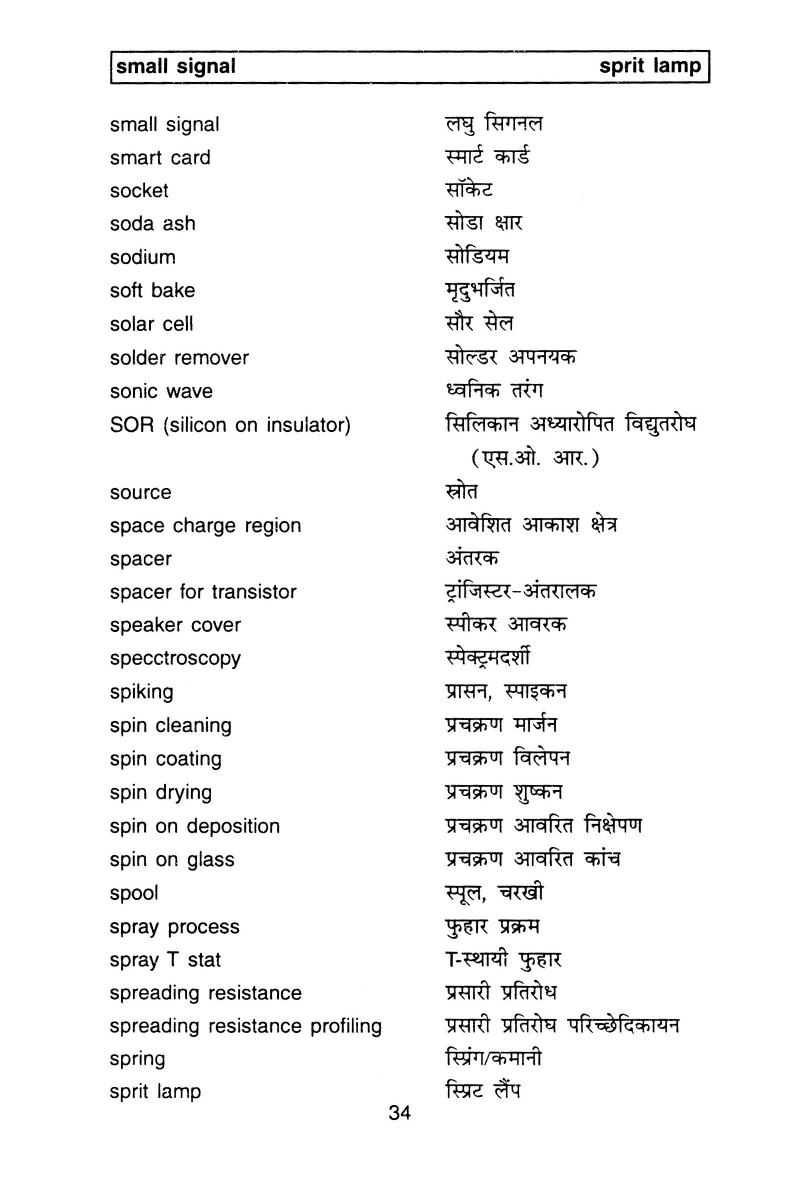 small signal sprit lamp
small signal लघु सिगनल
smart card स्मार्ट कार्ड
socket सॉकेट
soda ash सोडा क्षार
sodium सोडियम
soft bake मृदुभर्जित
solar cell सौर सेल
solder remover सोल्डर अपनयक
sonic wave ध्वनिक तरंग
SOR (silicon on insulator) सिलिकान अध्यारोपित विद्युतरोघ
(एस.ओ. आर.)
source स्रोत
space charge region आवेशित आकाश क्षेत्र
spacer अंतरक
spacer for transistor ट्रांजिस्टर-अंतरालक
speaker cover स्पीकर आवरक
specctroscopy स्पेक्ट्रमदर्शी
spiking प्रासन, स्पाइकन
spin cleaning प्रचक्रण मार्जन
spin coating प्रचक्रण विलेपन
spin drying प्रचक्रण शुष्कन
spin on deposition प्रचक्रण आवरित निक्षेपण
spin on glass प्रचक्रण आवरित कांच
spool स्पूल, चरखी
spray process फुहार प्रक्रम
spray T stat T-स्थायी फुहार
spreading resistance प्रसारी प्रतिरोध
spreading resistance profiling प्रसारी प्रतिरोघ परिच्छेदिकायन
spring स्प्रिंग/कमानी
sprit lamp स्प्रिट लैंप
34